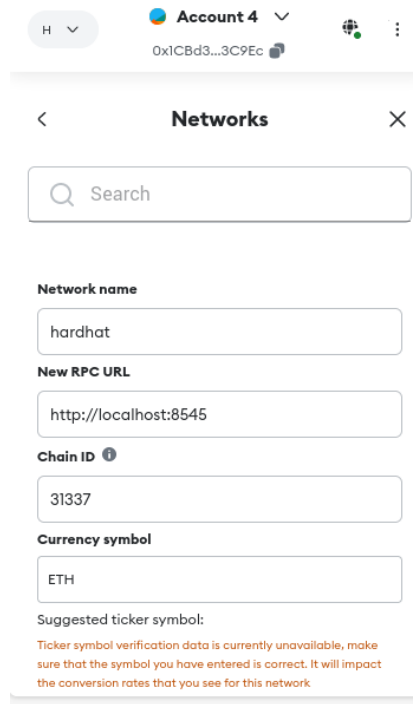 H
Account 4
0x1CBd3...3C9Ec
Networks
Search
Network name
hardhat
New RPC URL
http://localhost:8545
Chain ID
31337
Currency symbol
ETH
Suggested ticker symbol:
Ticker symbol verification data is currently unavailable, make
sure that the symbol you have entered is correct. It will impact
the conversion rates that you see for this network